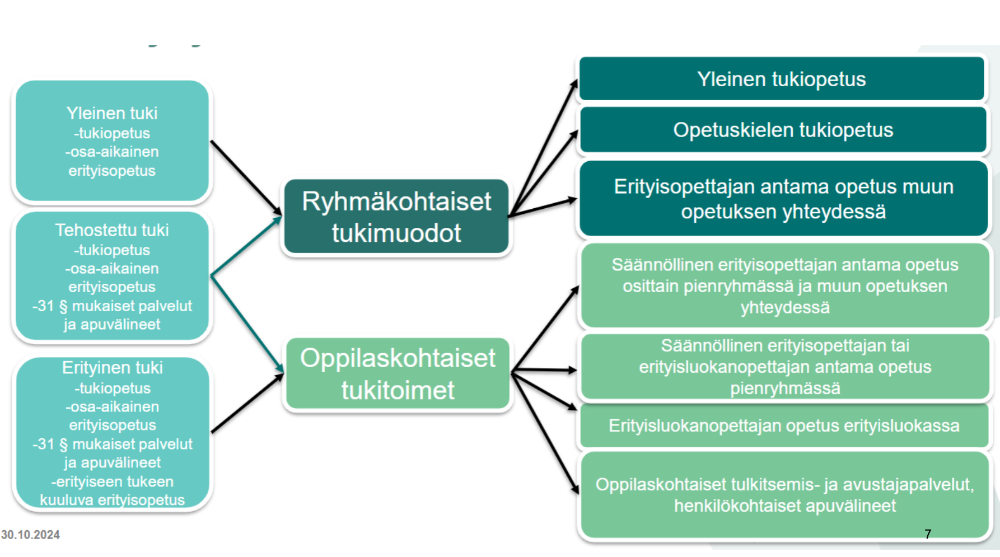 Yleinen tuki
-tukiopetus
-osa-aikainen
erityisopetus
Tehostettu tuki
-tukiopetus
-osa-aikainen
erityisopetus
-31 § mukaiset palvelut
ja apuvälineet
Erityinen tuki
-tukiopetus
-osa-aikainen
erityisopetus
-31 § mukaiset palvelut
ja apuvälineet
-erityiseen tukeen
kuuluva erityisopetus
Ryhmäkohtaiset
tukimuodot
Oppilaskohtaiset
tukitoimet
Yleinen tukiopetus
Opetuskielen tukiopetus
Erityisopettajan antama opetus muun
opetuksen yhteydessä
Säännöllinen erityisopettajan antama opetus
osittain pienryhmässä ja muun opetuksen
yhteydessä
Säännöllinen erityisopettajan tai
erityisluokanopettajan antama opetus
pienryhmässä
Erityisluokanopettajan opetus erityisluokassa
Oppilaskohtaiset tulkitsemis- ja avustajapalvelut,
henkilökohtaiset apuvälineet
30.10.2024
7